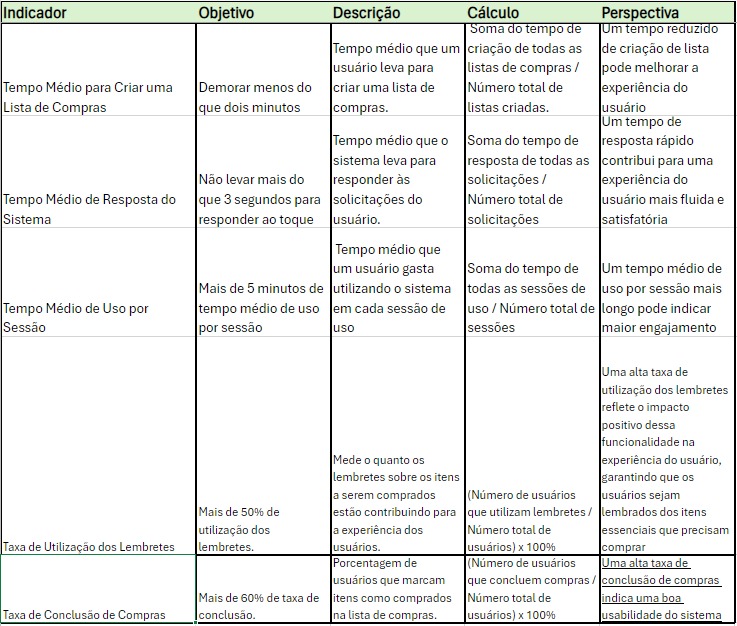 Indicador Objetivo Descrição Cálculo Perspectiva
Tempo Médio para Criar uma
Lista de Compras
Demorar menos do
que dois minutos
Tempo médio que um
usuário leva para
criar uma lista de
compras.
Soma do tempo de
criação de todas as
listas de compras /
Número total de
listas criadas.
Um tempo reduzido
de criação de lista
pode melhorar a
experiência do
usuário
Tempo Médio de Resposta do
Sistema
Não levar mais do
que 3 segundos para
responder ao toque
Tempo médio que o
sistema leva para
responder às
solicitações do
usuário.
Soma do tempo de
resposta de todas as
solicitações /
Número total de
solicitações
Um tempo de
resposta rápido
contribui para uma
experiência do
usuário mais fluida e
satisfatória
Tempo Médio de Uso por
Sessão
Mais de 5 minutos de
tempo médio de uso
por sessão
Tempo médio que
um usuário gasta
utilizando o sistema
em cada sessão de
uso
Soma do tempo de
todas as sessões de
uso / Número total de
sessões
Um tempo médio de
uso por sessão mais
longo pode indicar
maior engajamento
Taxa de Utilização dos Lembretes
Mais de 50% de
utilização dos
lembretes.
Mede o quanto os
lembretes sobre os itens
a serem comprados
estão contribuindo para
a experiência dos
usuários.
(Número de usuários
que utilizam lembretes /
Número total de
usuários) x 100%
Uma alta taxa de
utilização dos lembretes
reflete o impacto
positivo dessa
funcionalidade na
experiência do usuário,
garantindo que os
usuários sejam
lembrados dos itens
essenciais que precisam
comprar
Taxa de Conclusão de Compras
Mais de 60% de taxa de
conclusão.
Porcentagem de
usuários que marcam
itens como comprados
na lista de compras.
(Número de usuários
que concluem compras /
Número total de
usuários) x 100%
Uma alta taxa de
conclusão de compras
indica uma boa
usabilidade do sistema